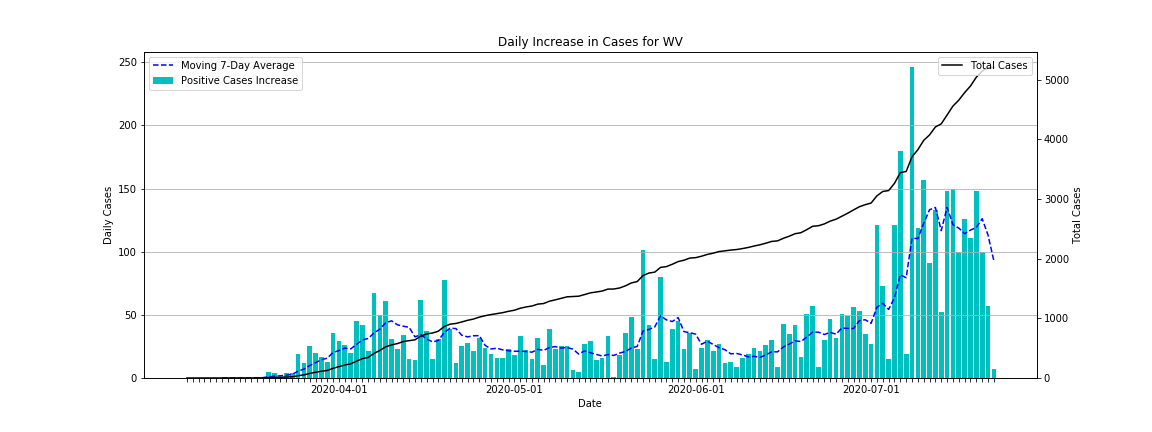 Daily Increase in Cases for WV
Moving 7-Day Average
Positive Cases Increase
Total Cases
250
200
150
100
50
0
5000
4000
3000
2000
1000
0
Daily Cases
Total Cases
2020-04-01
2020-05-01
2020-06-01
2020-07-01
Date